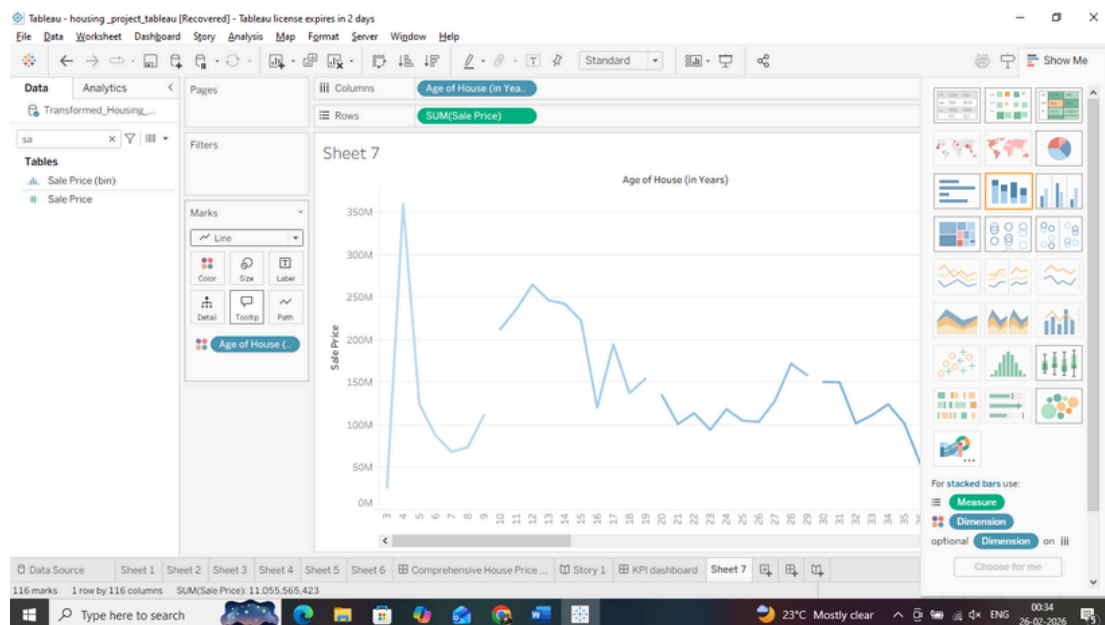 Tableau - housing _project_tableau [Recovered] - Tableau license expires in 2 days
File Data Worksheet Dashboard Story Analysis Map Format Server Window Help
Standard
Show Me
Data Analytics
Transformed_Housing_...
sa
Tables
Sale Price (bin)
Sale Price
Pages
Filters
Marks
Line
Color Size Label
Detail Tooltip Path
Age of House (..
Columns Age of House (in Yea..
Rows SUM(Sale Price)
Sheet 7
Age of House (in Years)
350M
300M
250M
200M
150M
100M
50M
0M
Sale Price
3 4 5 6 7 8 9 10 11 12 13 14 15 16 17 18 19 20 21 22 23 24 25 26 27 28 29 30 31 32 33 34 35
For stacked bars use:
Measure
Dimension
optional Dimension on
Choose for me
Data Source Sheet 1 Sheet 2 Sheet 3 Sheet 4 Sheet 5 Sheet 6 Comprehensive House Price ... Story 1 KPI dashboard Sheet 7
116 marks 1 row by 116 columns SUM(Sale Price): 11,055,565,423
Type here to search
23°C Mostly clear
ENG
00:34
26-02-2026